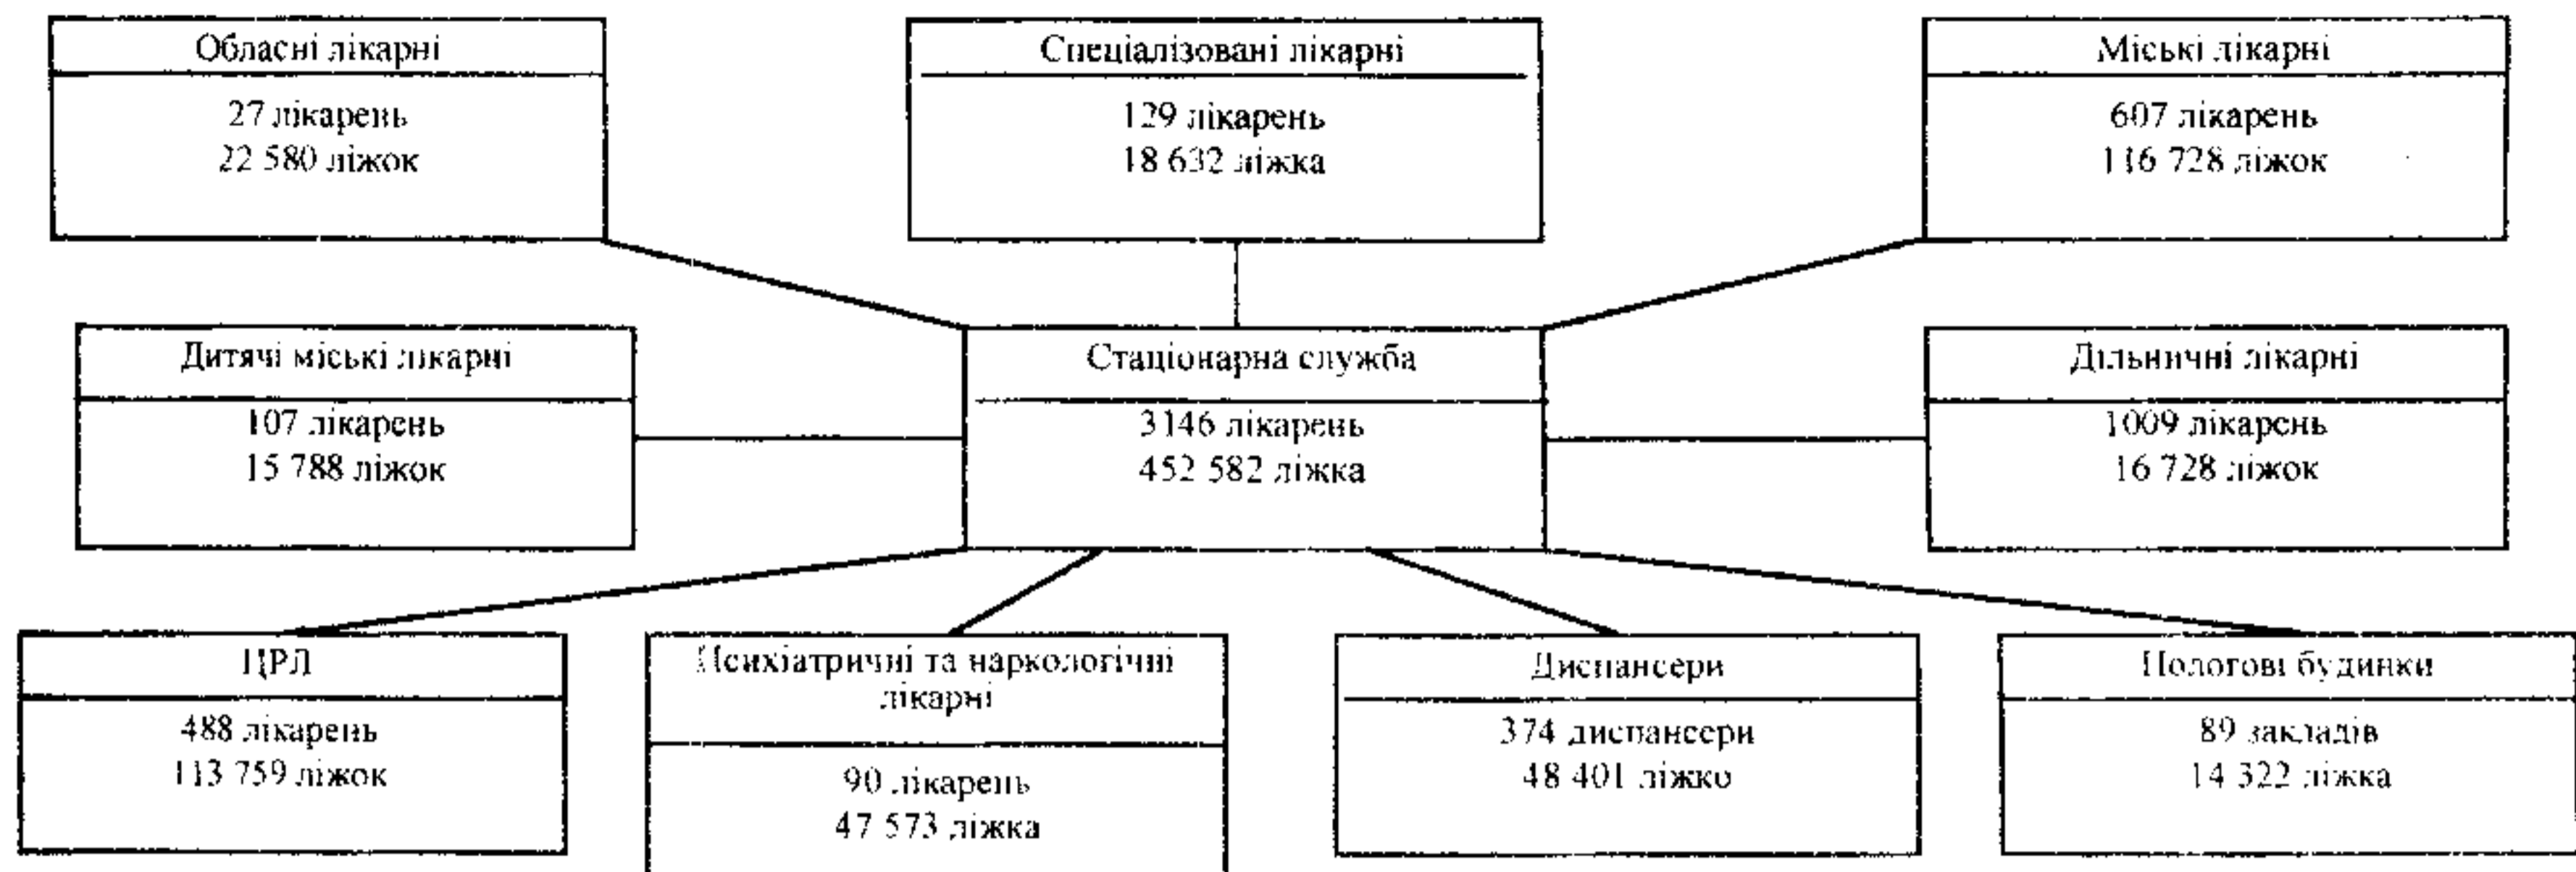 Обласні лікарні
27 лікарень
22 580 ліжок
Спеціалізовані лікарні
129 лікарень
18 632 ліжка
Міські лікарні
607 лікарень
116 728 ліжок
Дитячі міські лікарні
107 лікарень
15 788 ліжок
Стаціонарна служба
3146 лікарень
452 582 ліжка
Дільничні лікарні
1009 лікарень
16 728 ліжок
ЦРЛ
488 лікарень
113 759 ліжок
Психіатричні та наркологічні
лікарні
90 лікарень
47 573 ліжка
Диспансери
374 диспансери
48 401 ліжко
Пологові будинки
89 закладів
14 322 ліжка